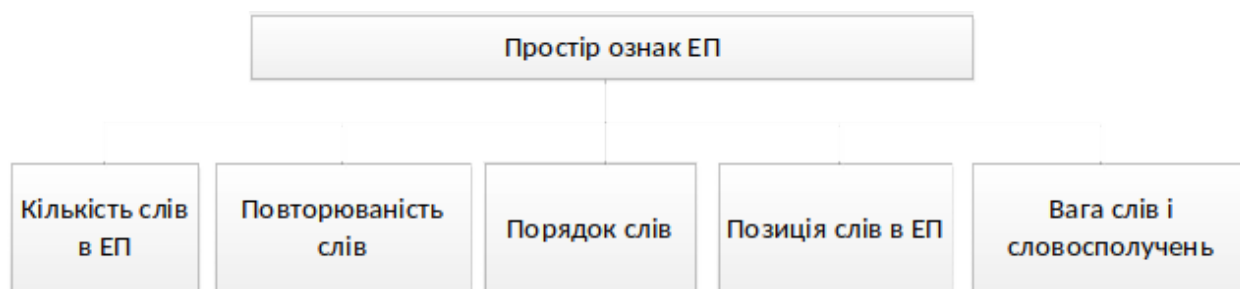 Простір ознак ЕП
Кількість слів
в ЕП
Повторюваність
слів
Порядок слів
Позиція слів в ЕП
Вага слів і
словосполучень